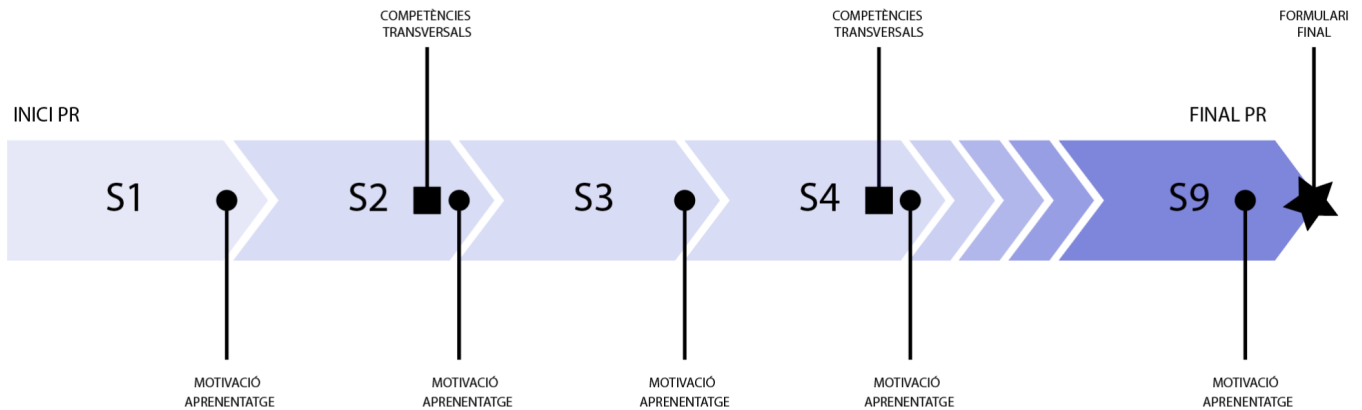 COMPETÈNCIES
TRANSVERSALS
COMPETÈNCIES
TRANSVERSALS
FORMULARI
FINAL
INICI PR
FINAL PR
S1
S2
S3
S4
S9
MOTIVACIÓ
APRENENTATGE
MOTIVACIÓ
APRENENTATGE
MOTIVACIÓ
APRENENTATGE
MOTIVACIÓ
APRENENTATGE
MOTIVACIÓ
APRENENTATGE